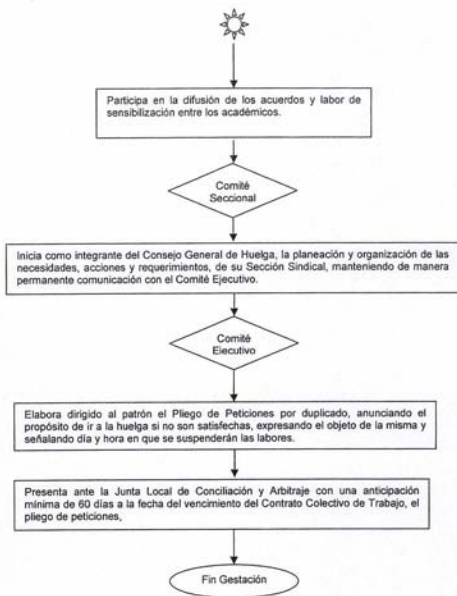 Participa en la difusión de los acuerdos y labor de
sensibilización entre los académicos.
Comité
Seccional
Inicia como integrante del Consejo General de Huelga, la planeación y organización de las
necesidades, acciones y requerimientos, de su Sección Sindical, manteniendo de manera
permanente comunicación con el Comité Ejecutivo.
Comité
Ejecutivo
Elabora dirigido al patrón el Pliego de Peticiones por duplicado, anunciando el
propósito de ir a la huelga si no son satisfechas, expresando el objeto de la misma y
señalando día y hora en que se suspenderán las labores.
Presenta ante la Junta Local de Conciliación y Arbitraje con una anticipación
mínima de 60 días a la fecha del vencimiento del Contrato Colectivo de Trabajo, el
pliego de peticiones,
Fin Gestación